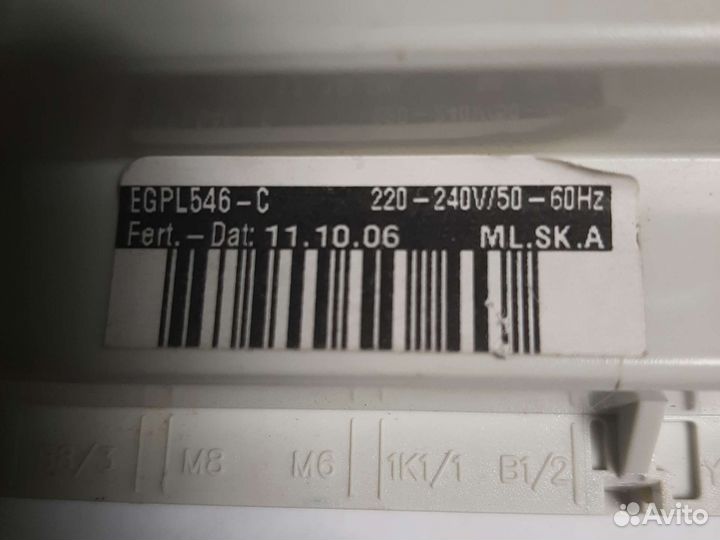 EGPL546-C 220-240V/50-60Hz
Fert.-Dat: 11.10.06 ML.SK.A
M8 M6 1K1/1 B1/2
Avito